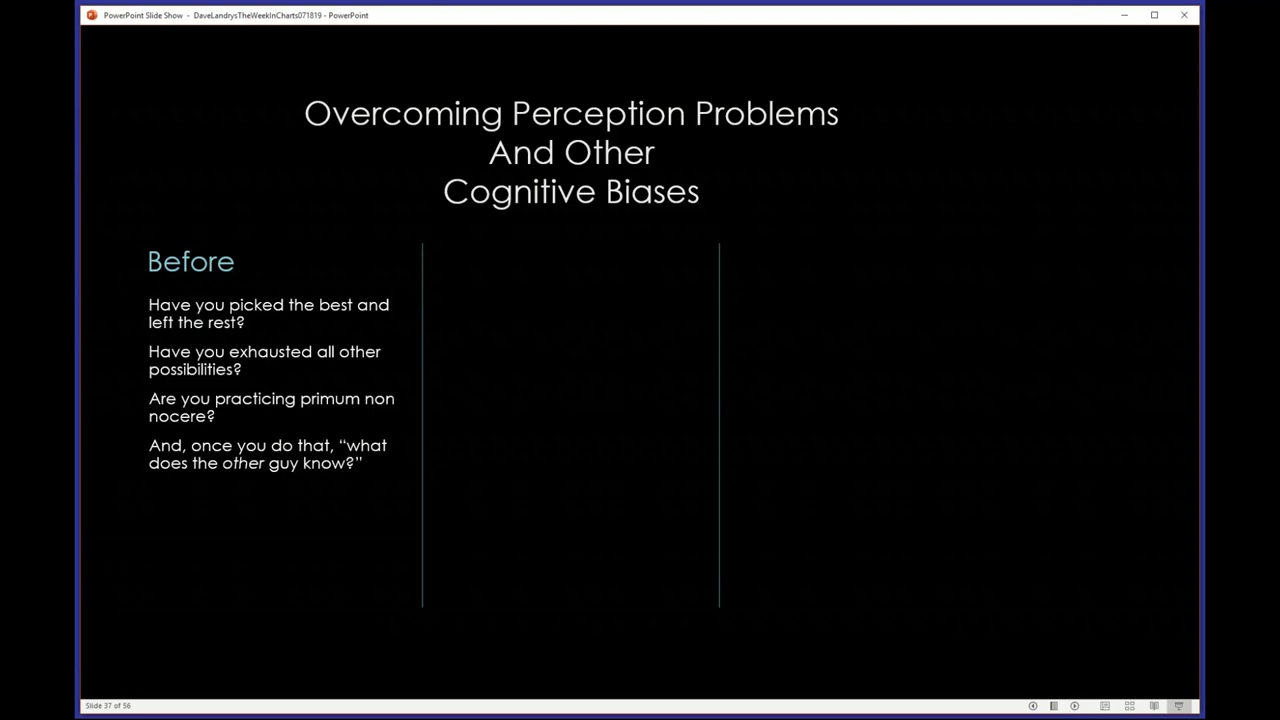 PowerPoint Slide Show - DaveLandrysTheWeekInCharts071819 - PowerPoint
Overcoming Perception Problems
And Other
Cognitive Biases
Before
Have you picked the best and
left the rest?
Have you exhausted all other
possibilities?
Are you practicing primum non
nocere?
And, once you do that, “what
does the other guy know?”
Slide 37 of 56